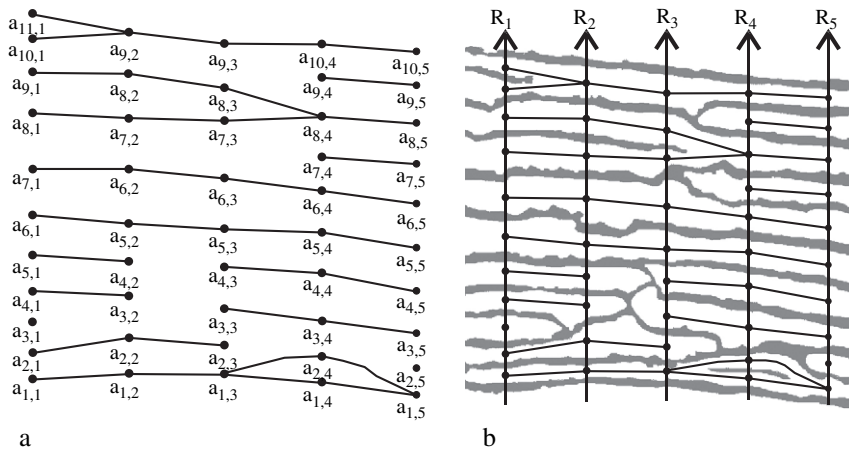 R1 R2 R3 R4 R5
a11,1
a10,1 a9,2 a9,3 a10,4 a10,5
a9,1 a8,2 a8,3 a9,4 a9,5
a8,1 a7,2 a7,3 a8,4 a8,5
a7,4 a7,5
a7,1 a6,2 a6,3 a6,4 a6,5
a6,1 a5,2 a5,3 a5,4 a5,5
a5,1 a4,2 a4,3 a4,4 a4,5
a4,1 a3,2 a3,3 a3,4 a3,5
a3,1
a2,1 a2,2 a2,3 a2,4 a2,5
a1,1 a1,2 a1,3 a1,4 a1,5
a b